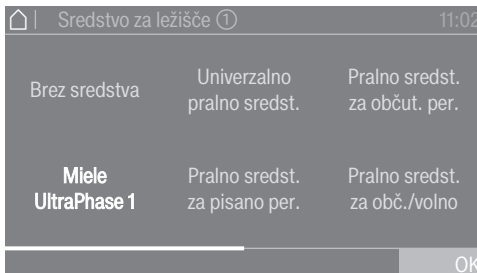 Sredstvo za ležišče ①
11:02
Brez sredstva
Univerzalno
pralno sredst.
Pralno sredst.
za občut. per.
Miele
UltraPhase 1
Pralno sredst.
za pisano per.
Pralno sredst.
za obč./volno
OK